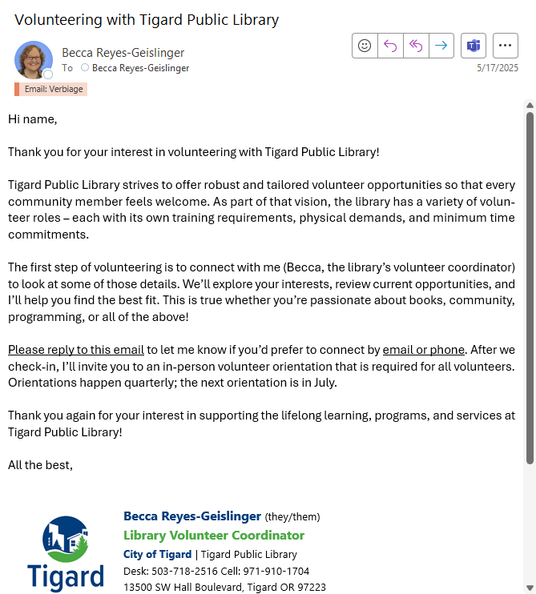 Volunteering with Tigard Public Library
Becca Reyes-Geislinger
To Becca Reyes-Geislinger
5/17/2025
Email: Verbiage
Hi name,
Thank you for your interest in volunteering with Tigard Public Library!
Tigard Public Library strives to offer robust and tailored volunteer opportunities so that every
community member feels welcome. As part of that vision, the library has a variety of volun-
teer roles – each with its own training requirements, physical demands, and minimum time
commitments.
The first step of volunteering is to connect with me (Becca, the library's volunteer coordinator)
to look at some of those details. We'll explore your interests, review current opportunities, and
I'll help you find the best fit. This is true whether you're passionate about books, community,
programming, or all of the above!
Please reply to this email to let me know if you'd prefer to connect by email or phone. After we
check-in, I'll invite you to an in-person volunteer orientation that is required for all volunteers.
Orientations happen quarterly; the next orientation is in July.
Thank you again for your interest in supporting the lifelong learning, programs, and services at
Tigard Public Library!
All the best,
Becca Reyes-Geislinger (they/them)
Library Volunteer Coordinator
City of Tigard | Tigard Public Library
Desk: 503-718-2516 Cell: 971-910-1704
13500 SW Hall Boulevard, Tigard OR 97223
Tigard